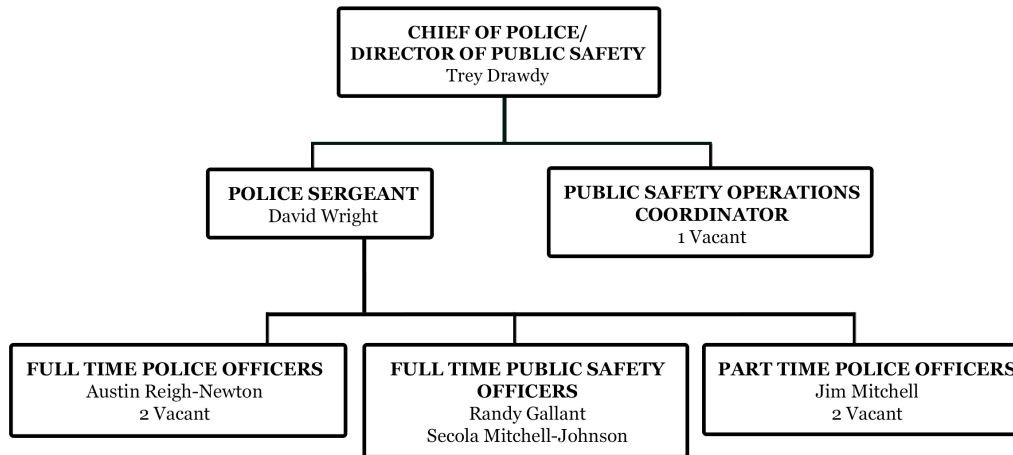 CHIEF OF POLICE/
DIRECTOR OF PUBLIC SAFETY
Trey Drawdy
POLICE SERGEANT
David Wright
PUBLIC SAFETY OPERATIONS
COORDINATOR
1 Vacant
FULL TIME POLICE OFFICERS
Austin Reigh-Newton
2 Vacant
FULL TIME PUBLIC SAFETY
OFFICERS
Randy Gallant
Secola Mitchell-Johnson
PART TIME POLICE OFFICERS
Jim Mitchell
2 Vacant